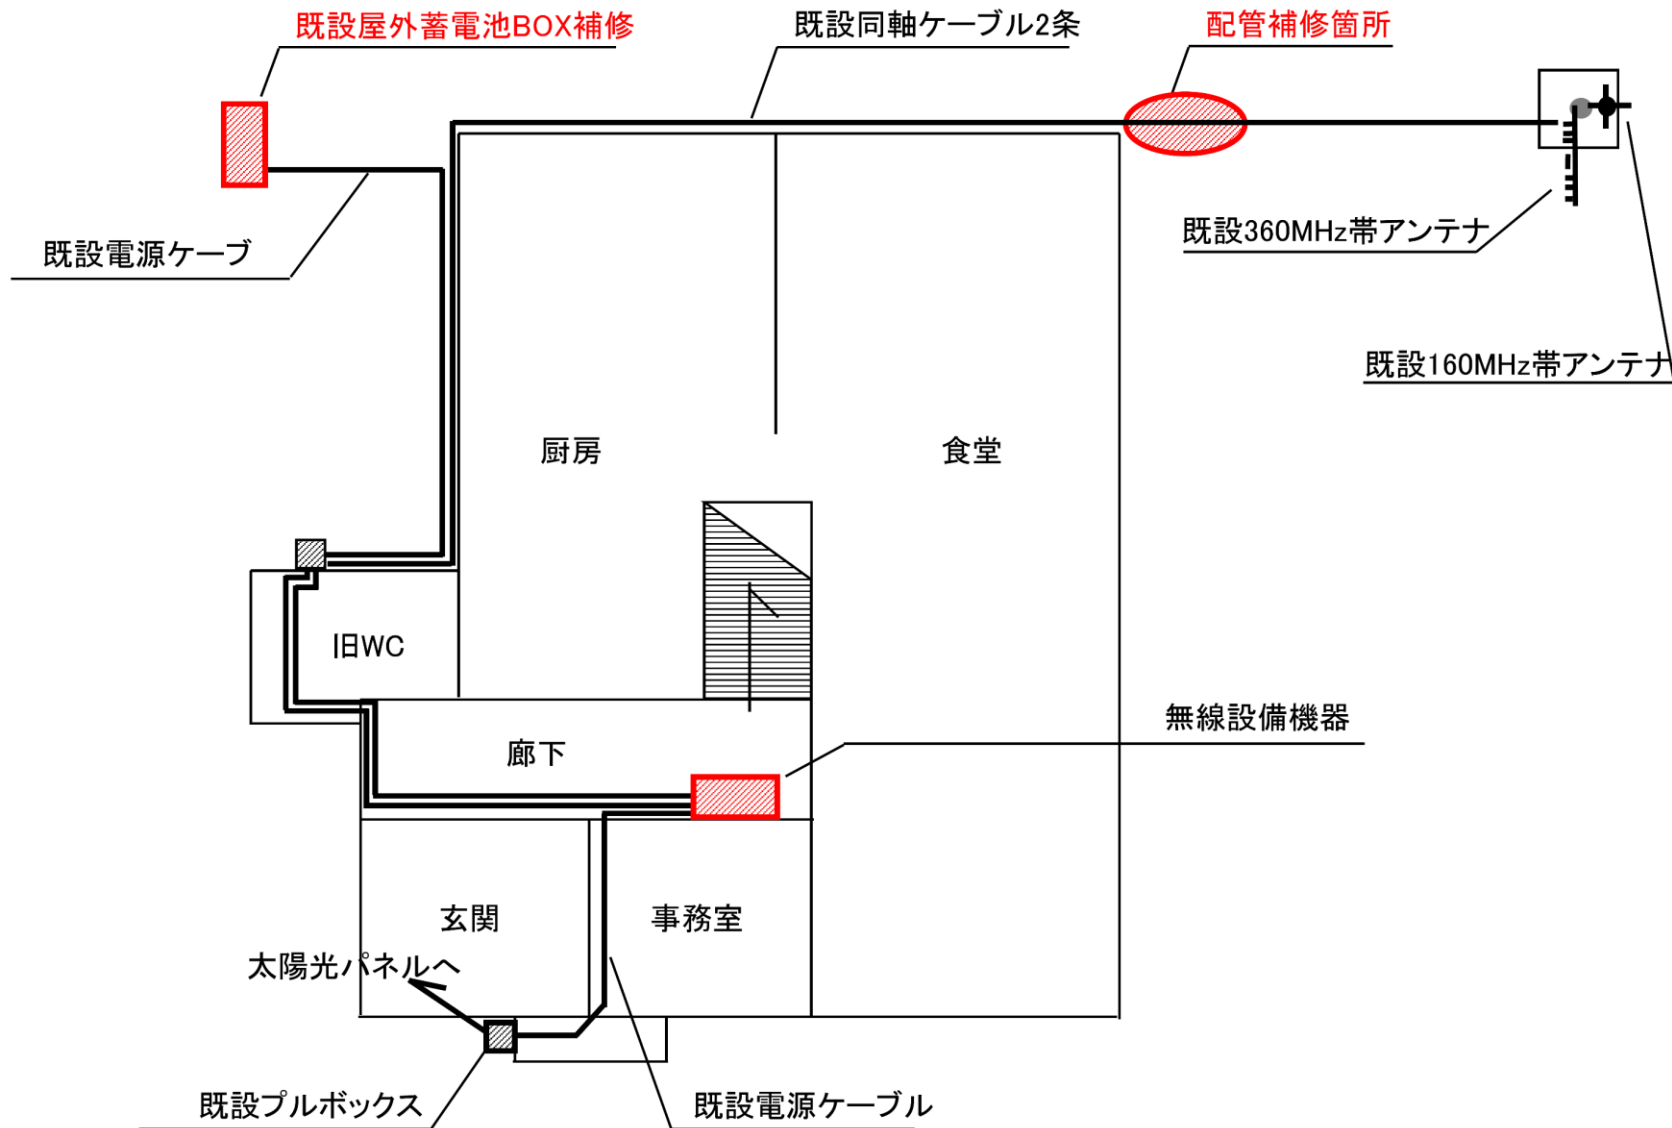 既設屋外蓄電池BOX補修
既設同軸ケーブル2条
配管補修箇所
既設360MHz帯アンテナ
既設電源ケーブ
既設160MHz帯アンテナ
厨房
食堂
旧WC
無線設備機器
廊下
玄関
事務室
太陽光パネルへ
既設プルボックス
既設電源ケーブル